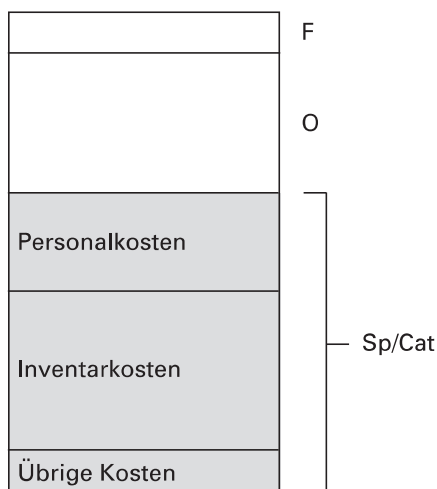 F
O
Personalkosten
Sp/Cat
Inventarkosten
Übrige Kosten